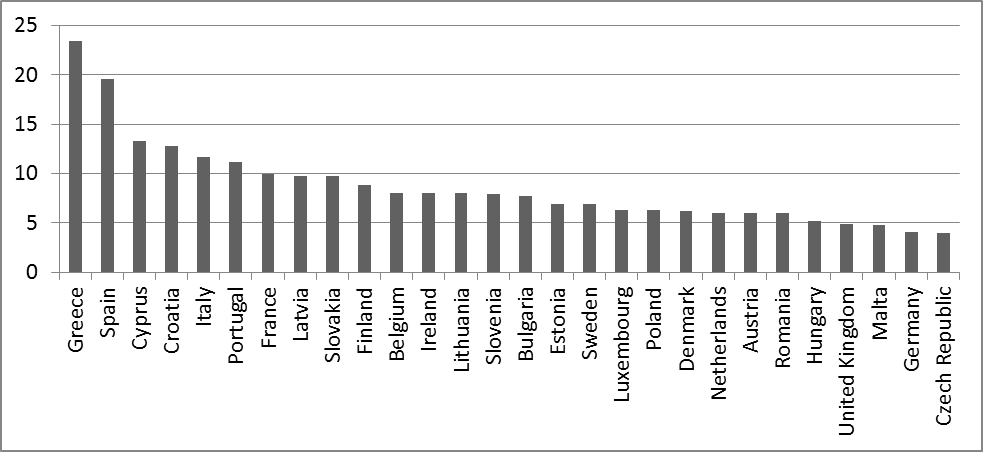 25
20
15
10
5
0
Greece
Spain
Cyprus
Croatia
Italy
Portugal
France
Latvia
Slovakia
Finland
Belgium
Ireland
Lithuania
Slovenia
Bulgaria
Estonia
Sweden
Luxembourg
Poland
Denmark
Netherlands
Austria
Romania
Hungary
United Kingdom
Malta
Germany
Czech Republic